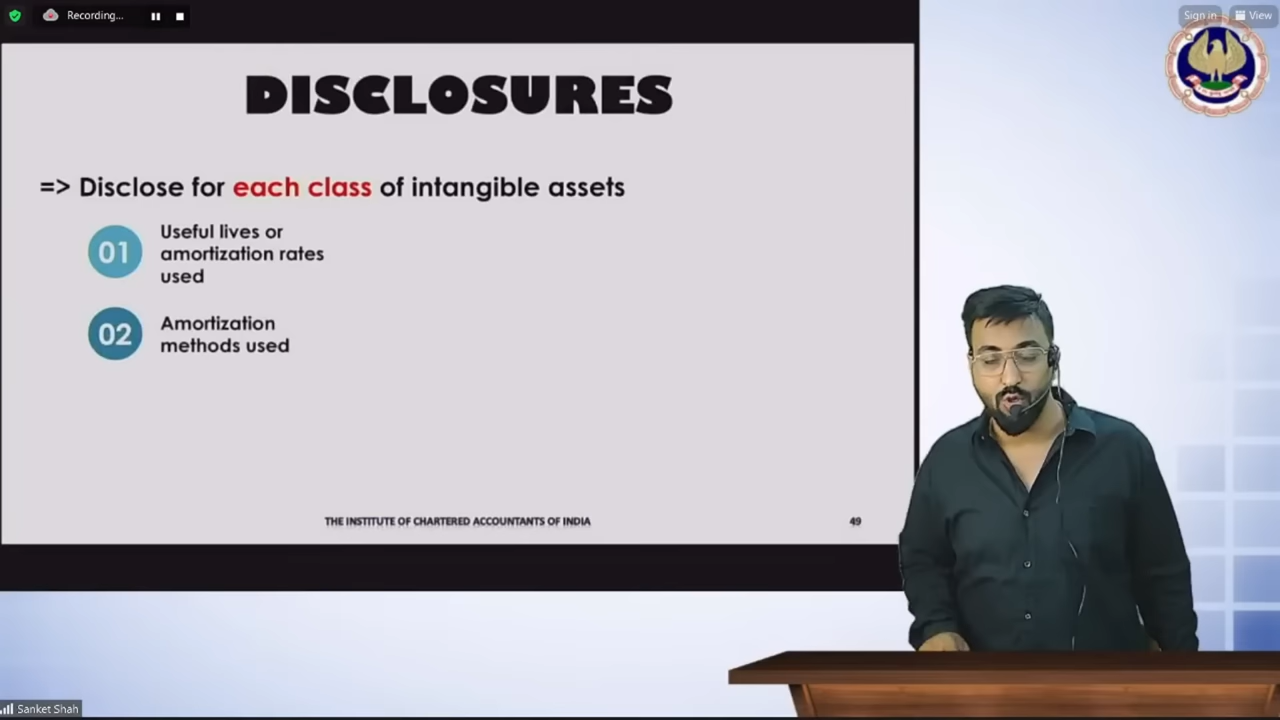 Recording...
Sign in
View
DISCLOSURES
=> Disclose for each class of intangible assets
01
Useful lives or
amortization rates
used
02
Amortization
methods used
THE INSTITUTE OF CHARTERED ACCOUNTANTS OF INDIA
49
Sanket Shah